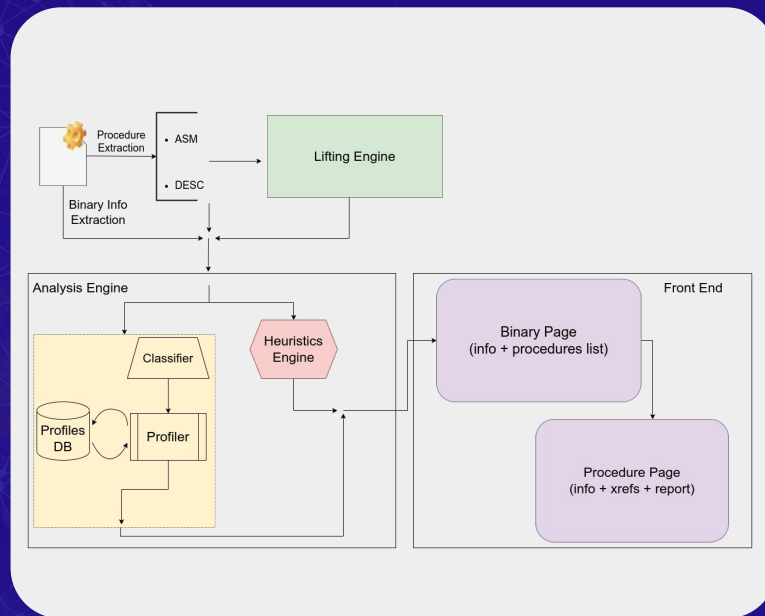 Procedure
Extraction
• ASM
• DESC
Lifting Engine
Binary Info
Extraction
Analysis Engine
Front End
Classifier
Heuristics
Engine
Binary Page
(info + procedures list)
Profiles
DB
Profiler
Procedure Page
(info + xrefs + report)